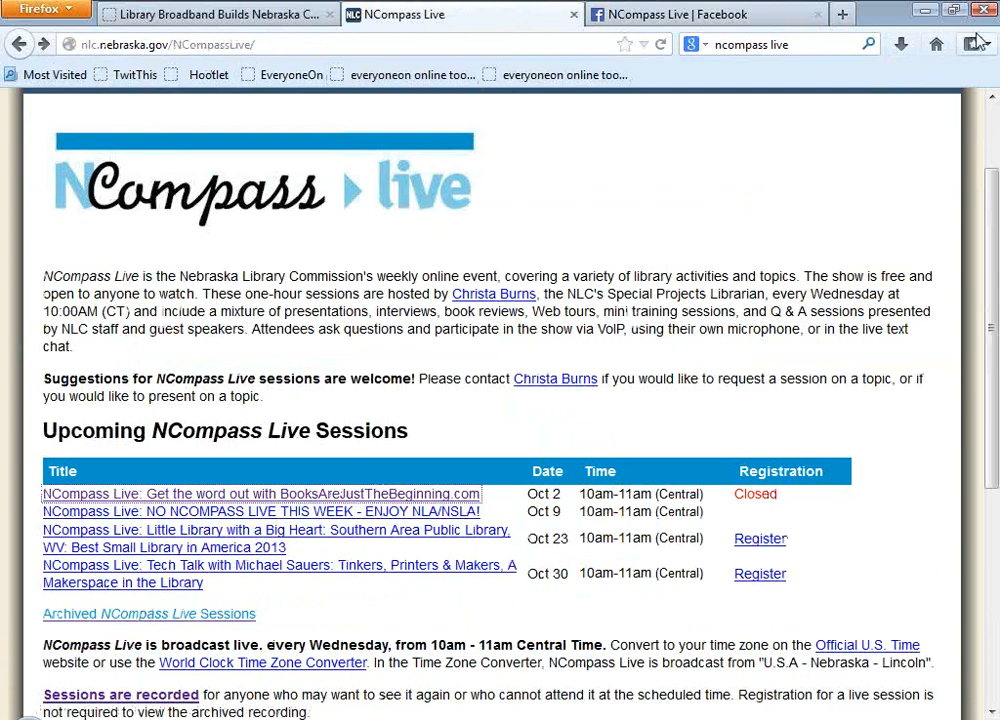 Firefox
Library Broadband Builds Nebraska C...
NLC NCompass Live
NCompass Live | Facebook
nlc.nebraska.gov/NCompassLive/
ncompass live
Most Visited TwitThis Hootlet EveryoneOn everyoneon online too... everyoneon online too...
NCompass live
NCompass Live is the Nebraska Library Commission's weekly online event, covering a variety of library activities and topics. The show is free and
open to anyone to watch. These one-hour sessions are hosted by Christa Burns, the NLC's Special Projects Librarian, every Wednesday at
10:00AM (CT) and include a mixture of presentations, interviews, book reviews, Web tours, mini training sessions, and Q & A sessions presented
by NLC staff and guest speakers. Attendees ask questions and participate in the show via VoIP, using their own microphone, or in the live text
chat.
Suggestions for NCompass Live sessions are welcome! Please contact Christa Burns if you would like to request a session on a topic, or if
you would like to present on a topic.
Upcoming NCompass Live Sessions
Title Date Time Registration
NCompass Live: Get the word out with BooksAreJustTheBeginning.com Oct 2 10am-11am (Central) Closed
NCompass Live: NO NCOMPASS LIVE THIS WEEK - ENJOY NLA/NSLA! Oct 9 10am-11am (Central)
NCompass Live: Little Library with a Big Heart: Southern Area Public Library,
WV: Best Small Library in America 2013 Oct 23 10am-11am (Central) Register
NCompass Live: Tech Talk with Michael Sauers: Tinkers, Printers & Makers, A
Makerspace in the Library Oct 30 10am-11am (Central) Register
Archived NCompass Live Sessions
NCompass Live is broadcast live, every Wednesday, from 10am - 11am Central Time. Convert to your time zone on the Official U.S. Time
website or use the World Clock Time Zone Converter. In the Time Zone Converter, NCompass Live is broadcast from "U.S.A - Nebraska - Lincoln".
Sessions are recorded for anyone who may want to see it again or who cannot attend it at the scheduled time. Registration for a live session is
not required to view the archived recording.